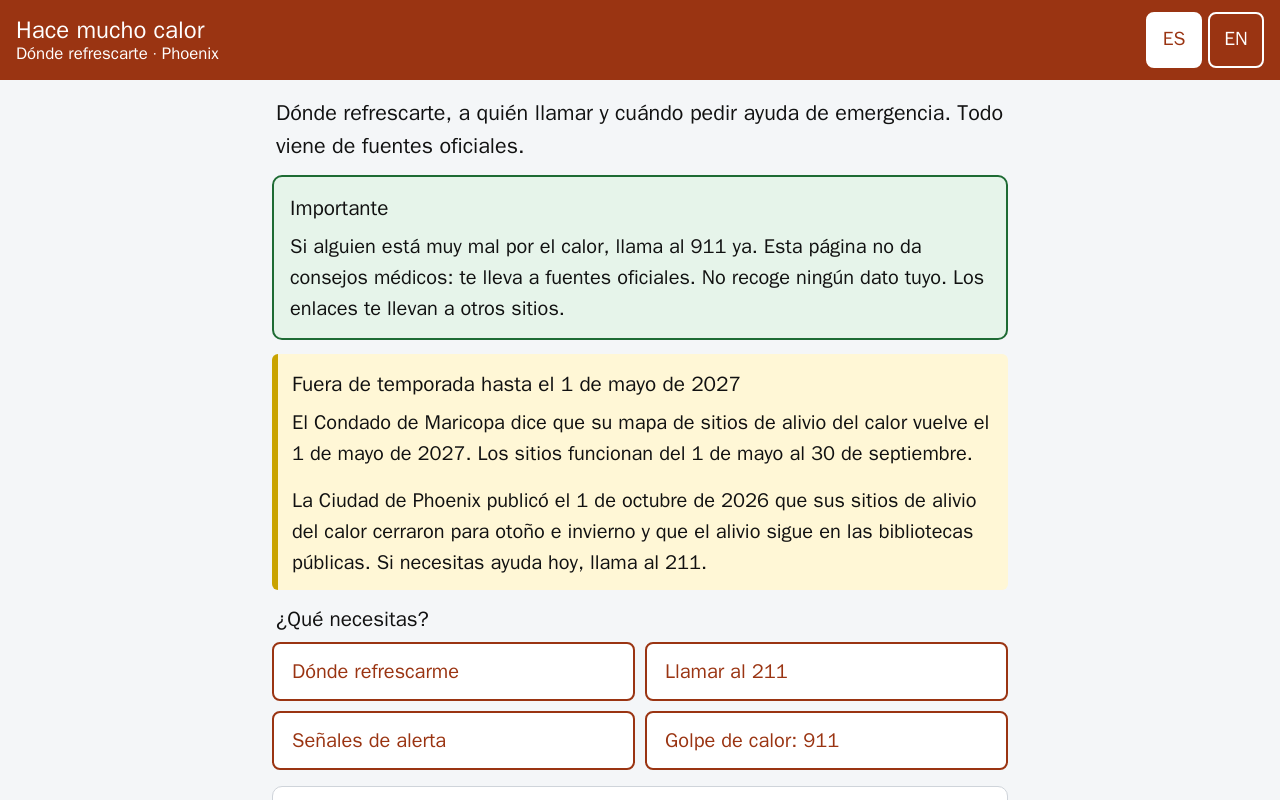 Hace mucho calor
Dónde refrescarte · Phoenix
ES
EN
Dónde refrescarte, a quién llamar y cuándo pedir ayuda de emergencia. Todo
viene de fuentes oficiales.
Importante
Si alguien está muy mal por el calor, llama al 911 ya. Esta página no da
consejos médicos: te lleva a fuentes oficiales. No recoge ningún dato tuyo. Los
enlaces te llevan a otros sitios.
Fuera de temporada hasta el 1 de mayo de 2027
El Condado de Maricopa dice que su mapa de sitios de alivio del calor vuelve el
1 de mayo de 2027. Los sitios funcionan del 1 de mayo al 30 de septiembre.
La Ciudad de Phoenix publicó el 1 de octubre de 2026 que sus sitios de alivio
del calor cerraron para otoño e invierno y que el alivio sigue en las bibliotecas
públicas. Si necesitas ayuda hoy, llama al 211.
¿Qué necesitas?
Dónde refrescarme
Llamar al 211
Señales de alerta
Golpe de calor: 911